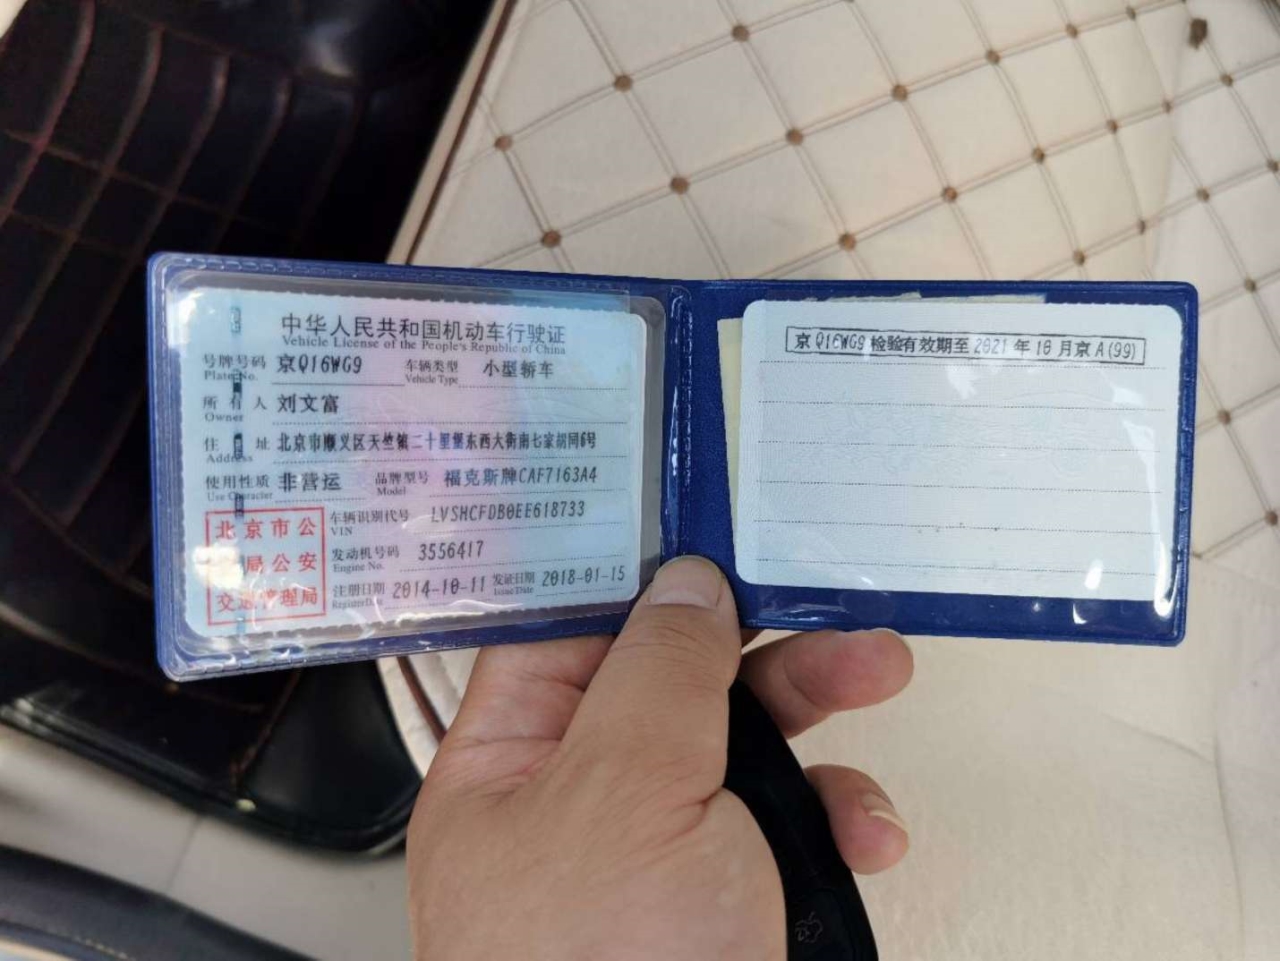 中华人民共和国机动车行驶证
Vehicle License of the People's Republic of China
号牌号码 京Q16WG9 车辆类型 小型轿车
Plate No. Vehicle Type
所有人 刘文富
Owner
住址 北京市顺义区天竺镇二十里堡东西大街南七家胡同6号
Address
使用性质 非营运 品牌型号 福克斯牌CAF7163A4
Use Character Model
车辆识别代号 LVSHCFDB0EE618733
VIN
发动机号码 3556417
Engine No.
注册日期 2014-10-11 发证日期 2018-01-15
Register Date Issue Date
北京市公
局公安
交通管理局
京Q16WG9 检验有效期至 2021 年 10 月京 A(99)